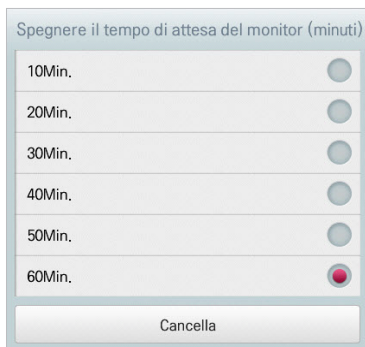 Spegnere il tempo di attesa del monitor (minuti)
10Min.
20Min.
30Min.
40Min.
50Min.
60Min.
Cancella